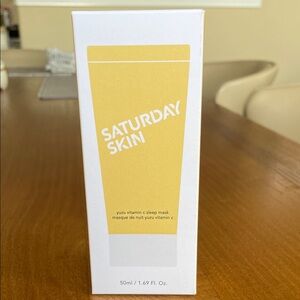 SATURDAY
SKIN
yuzu vitamin c sleep mask
masque de nuit yuzu vitamin c
50ml / 1.69 Fl. Oz.